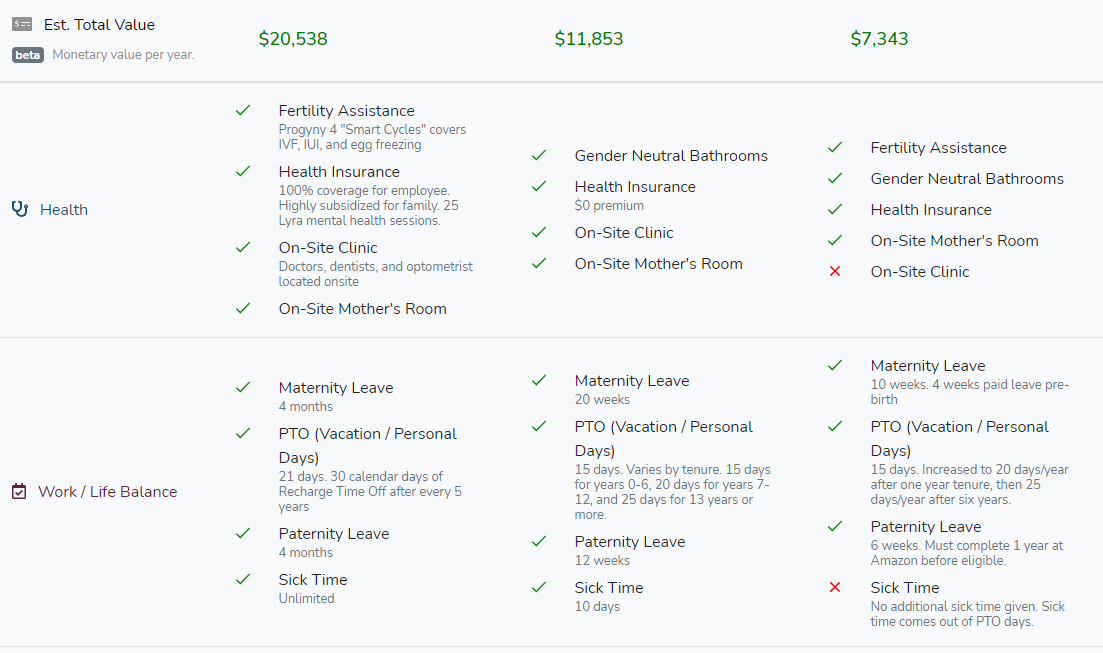 Est. Total Value
beta Monetary value per year.
$20,538
$11,853
$7,343
Health
Fertility Assistance
Progyny 4 "Smart Cycles" covers
IVF, IUI, and egg freezing
Health Insurance
100% coverage for employee.
Highly subsidized for family. 25
Lyra mental health sessions.
On-Site Clinic
Doctors, dentists, and optometrist
located onsite
On-Site Mother's Room
Gender Neutral Bathrooms
Health Insurance
$0 premium
On-Site Clinic
On-Site Mother's Room
Fertility Assistance
Gender Neutral Bathrooms
Health Insurance
On-Site Mother's Room
On-Site Clinic
Work / Life Balance
Maternity Leave
4 months
PTO (Vacation / Personal
Days)
21 days. 30 calendar days of
Recharge Time Off after every 5
years
Paternity Leave
4 months
Sick Time
Unlimited
Maternity Leave
20 weeks
PTO (Vacation / Personal
Days)
15 days. Varies by tenure. 15 days
for years 0-6, 20 days for years 7-
12, and 25 days for 13 years or
more.
Paternity Leave
12 weeks
Sick Time
10 days
Maternity Leave
10 weeks. 4 weeks paid leave pre-
birth
PTO (Vacation / Personal
Days)
15 days. Increased to 20 days/year
after one year tenure, then 25
days/year after six years.
Paternity Leave
6 weeks. Must complete 1 year at
Amazon before eligible.
Sick Time
No additional sick time given. Sick
time comes out of PTO days.